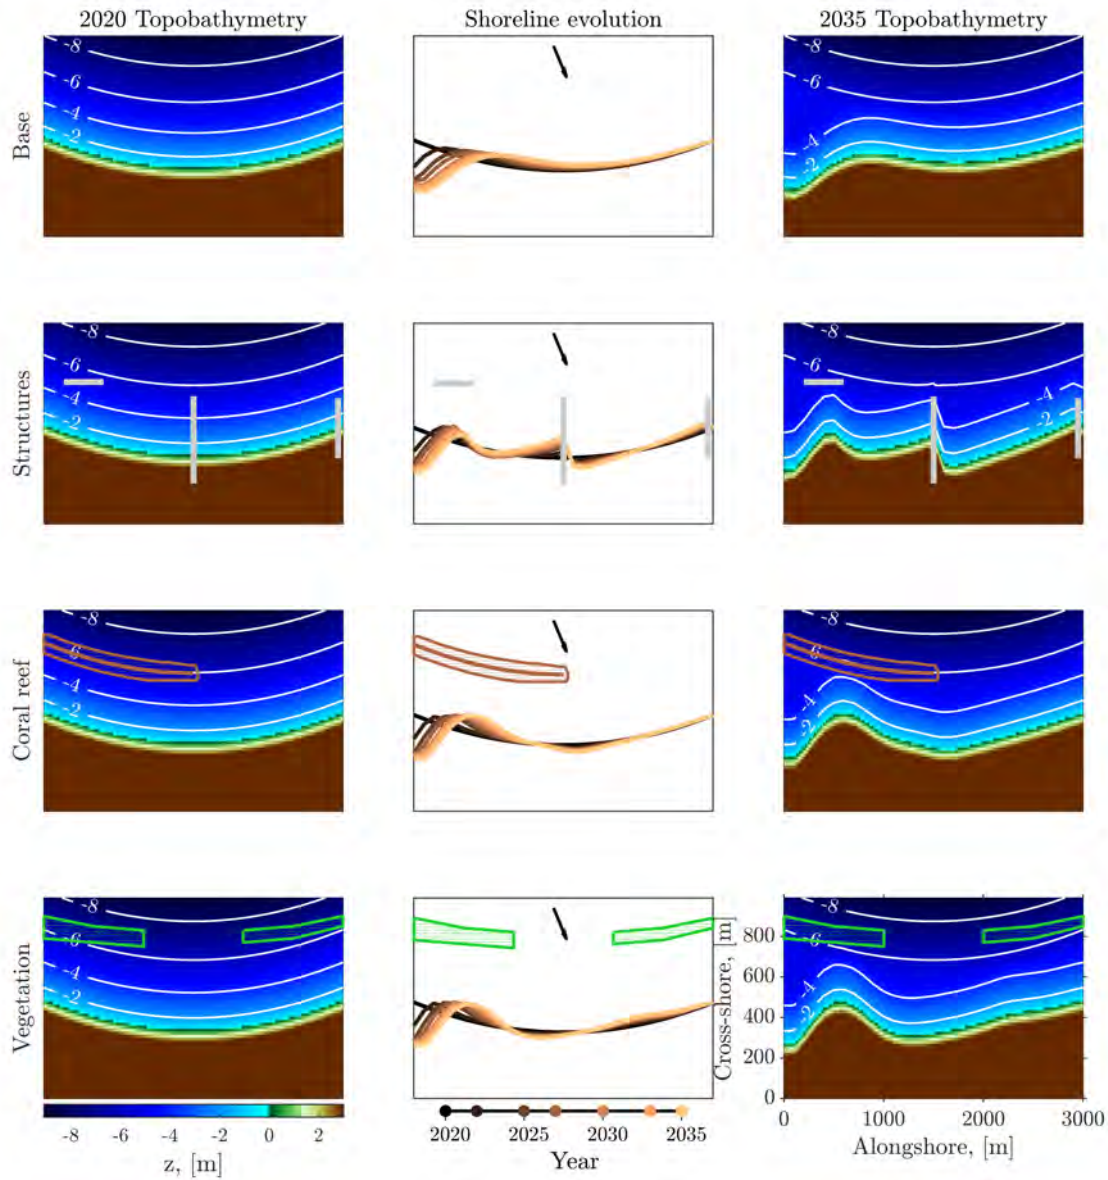 2020 Topobathymetry
Shoreline evolution
2035 Topobathymetry
Base
-8
-6
-4
-2
-8
-6
-4
-2
Structures
-8
-6
-4
-2
-8
-6
-4
-2
Coral reef
-8
-6
-4
-2
-8
-6
-4
-2
Vegetation
-8
-6
-4
-2
-8
-6
-4
-2
Cross-shore, [m]
800
600
400
200
0
-8 -6 -4 -2 0 2
z, [m]
2020 2025 2030 2035
Year
0 1000 2000 3000
Alongshore, [m]